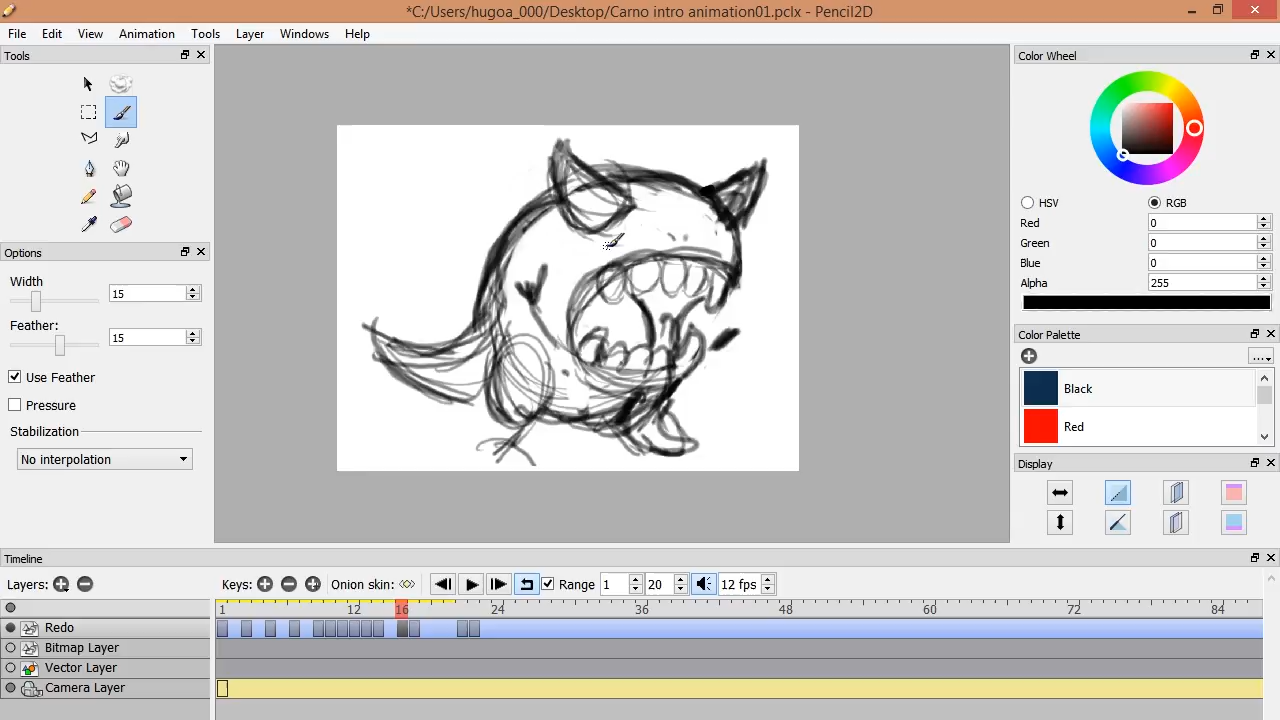 *C:/Users/hugoa_000/Desktop/Carno intro animation01.pclx - Pencil2D
File Edit View Animation Tools Layer Windows Help
Tools
Options
Width
15
Feather:
15
Use Feather
Pressure
Stabilization
No interpolation
Color Wheel
HSV RGB
Red 0
Green 0
Blue 0
Alpha 255
Color Palette
Black
Red
Display
Timeline
Layers: Keys: Onion skin: Range 1 20 12 fps
1 12 16 24 36 48 60 72 84
Redo
Bitmap Layer
Vector Layer
Camera Layer